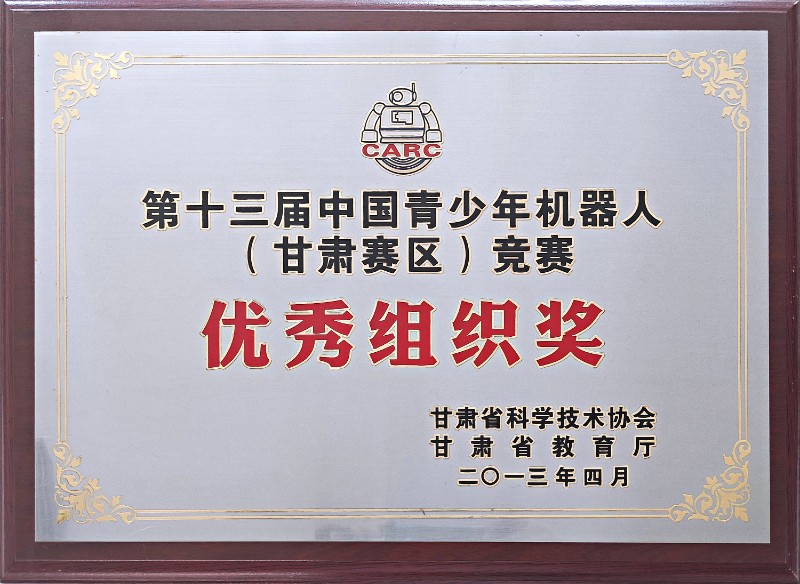 CARC
第十三届中国青少年机器人
（甘肃赛区）竞赛
优秀组织奖
甘肃省科学技术协会
甘肃省教育厅
二〇一三年四月